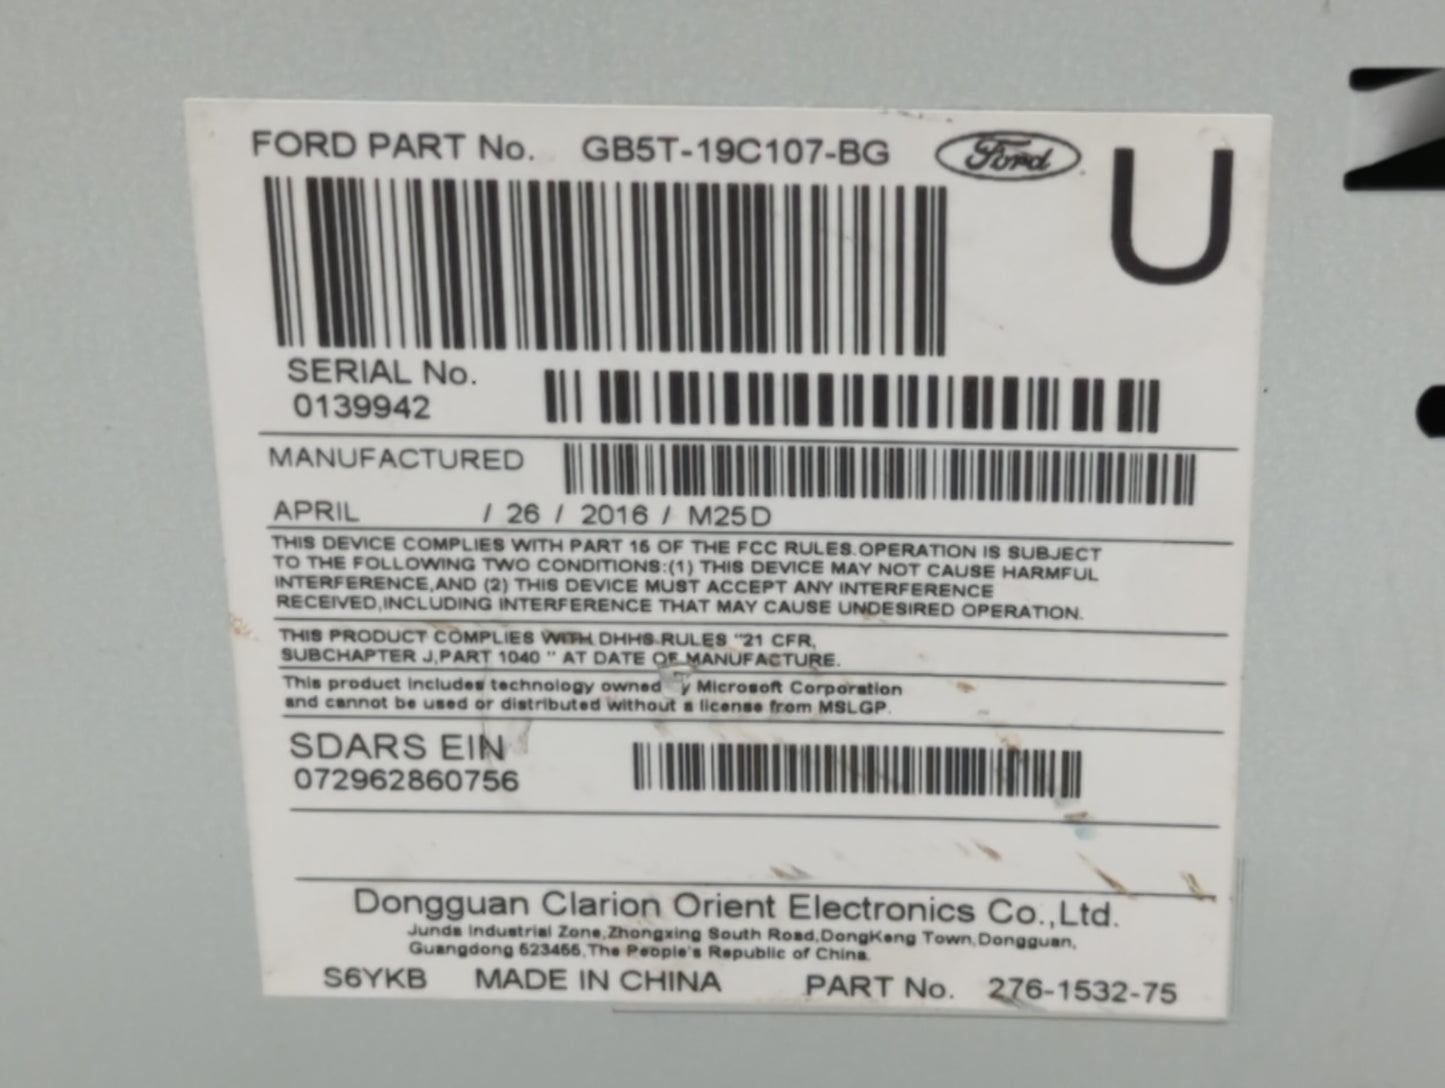 FORD PART No. GB5T-19C107-BG Ford U
SERIAL No.
0139942
MANUFACTURED
APRIL / 26 / 2016 / M25D
THIS DEVICE COMPLIES WITH PART 15 OF THE FCC RULES.OPERATION IS SUBJECT
TO THE FOLLOWING TWO CONDITIONS:(1) THIS DEVICE MAY NOT CAUSE HARMFUL
INTERFERENCE,AND (2) THIS DEVICE MUST ACCEPT ANY INTERFERENCE
RECEIVED,INCLUDING INTERFERENCE THAT MAY CAUSE UNDESIRED OPERATION.
THIS PRODUCT COMPLIES WITH DHHS RULES "21 CFR,
SUBCHAPTER J,PART 1040 " AT DATE OF MANUFACTURE.
This product includes technology owned y Microsoft Corporation
and cannot be used or distributed without a license from MSLGP.
SDARS EIN
072962860756
Dongguan Clarion Orient Electronics Co.,Ltd.
Junda Industrial Zone,Zhongxing South Road,DongKeng Town,Dongguan,
Guangdong 523455,The People's Republic of China.
S6YKB MADE IN CHINA PART No. 276-1532-75